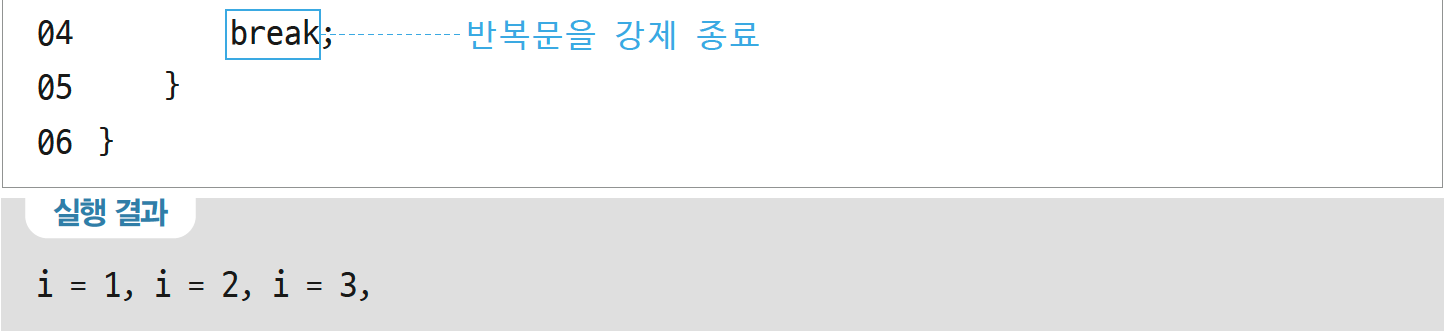 04 break; 반복문을 강제 종료
05 }
06 }
실행 결과
i = 1, i = 2, i = 3,